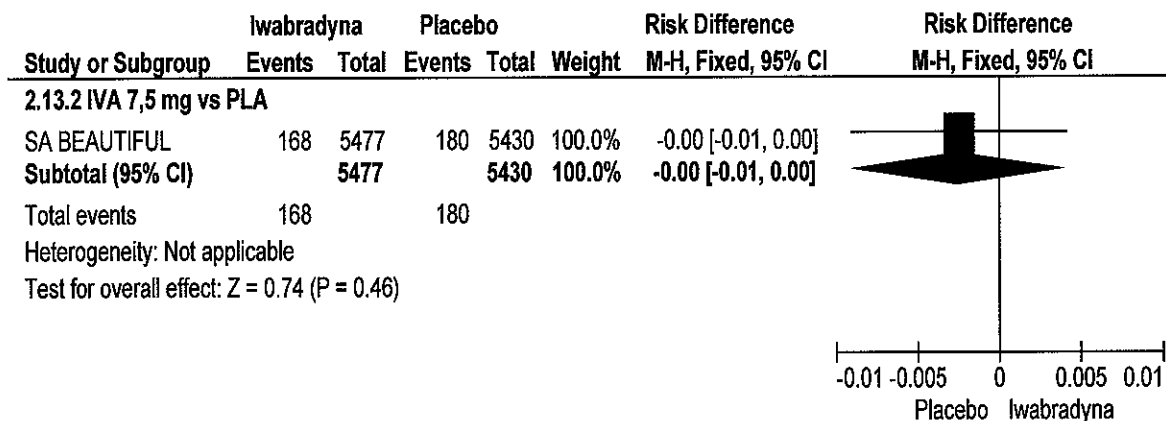 Iwabradyna Placebo Risk Difference Risk Difference
Study or Subgroup Events Total Events Total Weight M-H, Fixed, 95% CI M-H, Fixed, 95% CI
2.13.2 IVA 7,5 mg vs PLA
SA BEAUTIFUL 168 5477 180 5430 100.0% -0.00 [-0.01, 0.00]
Subtotal (95% CI) 5477 5430 100.0% -0.00 [-0.01, 0.00]
Total events 168 180
Heterogeneity: Not applicable
Test for overall effect: Z = 0.74 (P = 0.46)
-0.01 -0.005 0 0.005 0.01
Placebo Iwabradyna